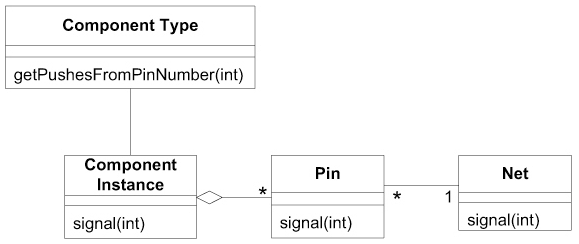 Component Type
getPushesFromPinNumber(int)
Component
Instance
signal(int)
*
Pin
signal(int)
*
1
Net
signal(int)